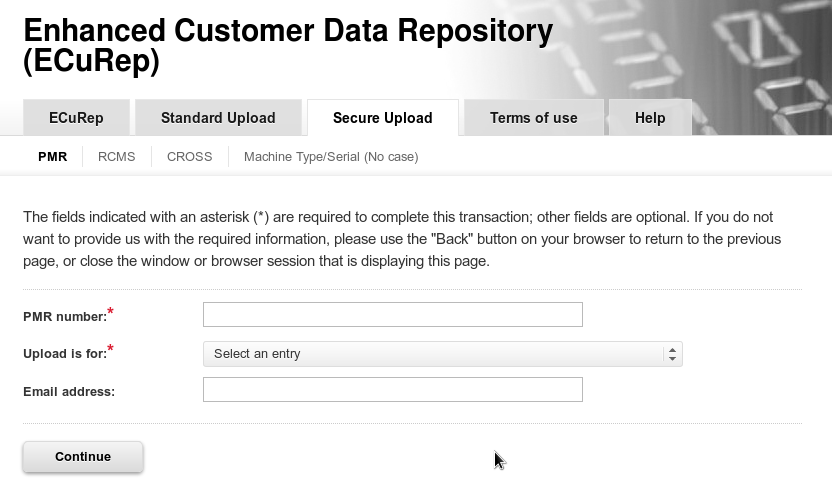 Enhanced Customer Data Repository
(ECuRep)
ECuRep Standard Upload Secure Upload Terms of use Help
PMR RCMS CROSS Machine Type/Serial (No case)
The fields indicated with an asterisk (*) are required to complete this transaction; other fields are optional. If you do not
want to provide us with the required information, please use the "Back" button on your browser to return to the previous
page, or close the window or browser session that is displaying this page.
PMR number:*
Upload is for:* Select an entry
Email address:
Continue